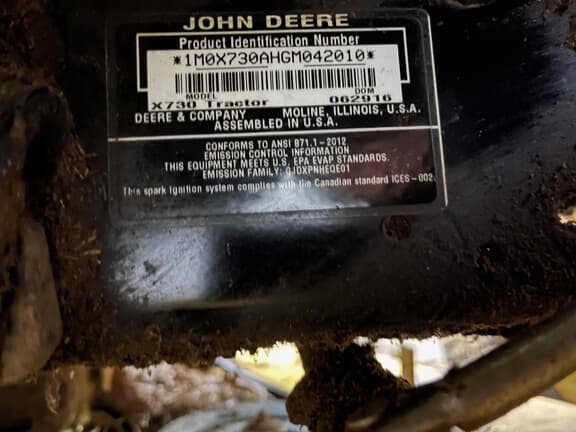 JOHN DEERE
Product Identification Number
*1M0X730AHGM042010*
MODEL DOM
X730 Tractor 062916
DEERE & COMPANY MOLINE, ILLINOIS, U.S.A.
ASSEMBLED IN U.S.A.
CONFORMS TO ANSI B71.1-2012
EMISSION CONTROL INFORMATION
THIS EQUIPMENT MEETS U.S. EPA EVAP STANDARDS.
EMISSION FAMILY: OJDXPNHEQE01
This spark ignition system complies with the Canadian standard ICES-002.